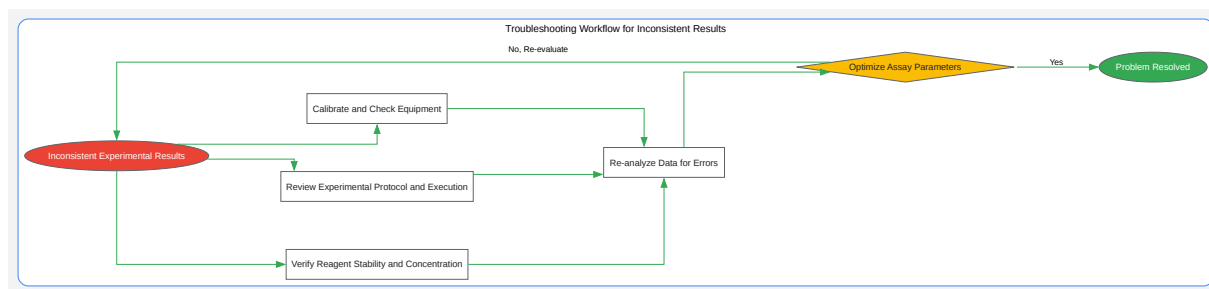 Troubleshooting Workflow for Inconsistent Results
No, Re-evaluate
Optimize Assay Parameters
Yes
Problem Resolved
Calibrate and Check Equipment
Inconsistent Experimental Results
Re-analyze Data for Errors
Review Experimental Protocol and Execution
Verify Reagent Stability and Concentration